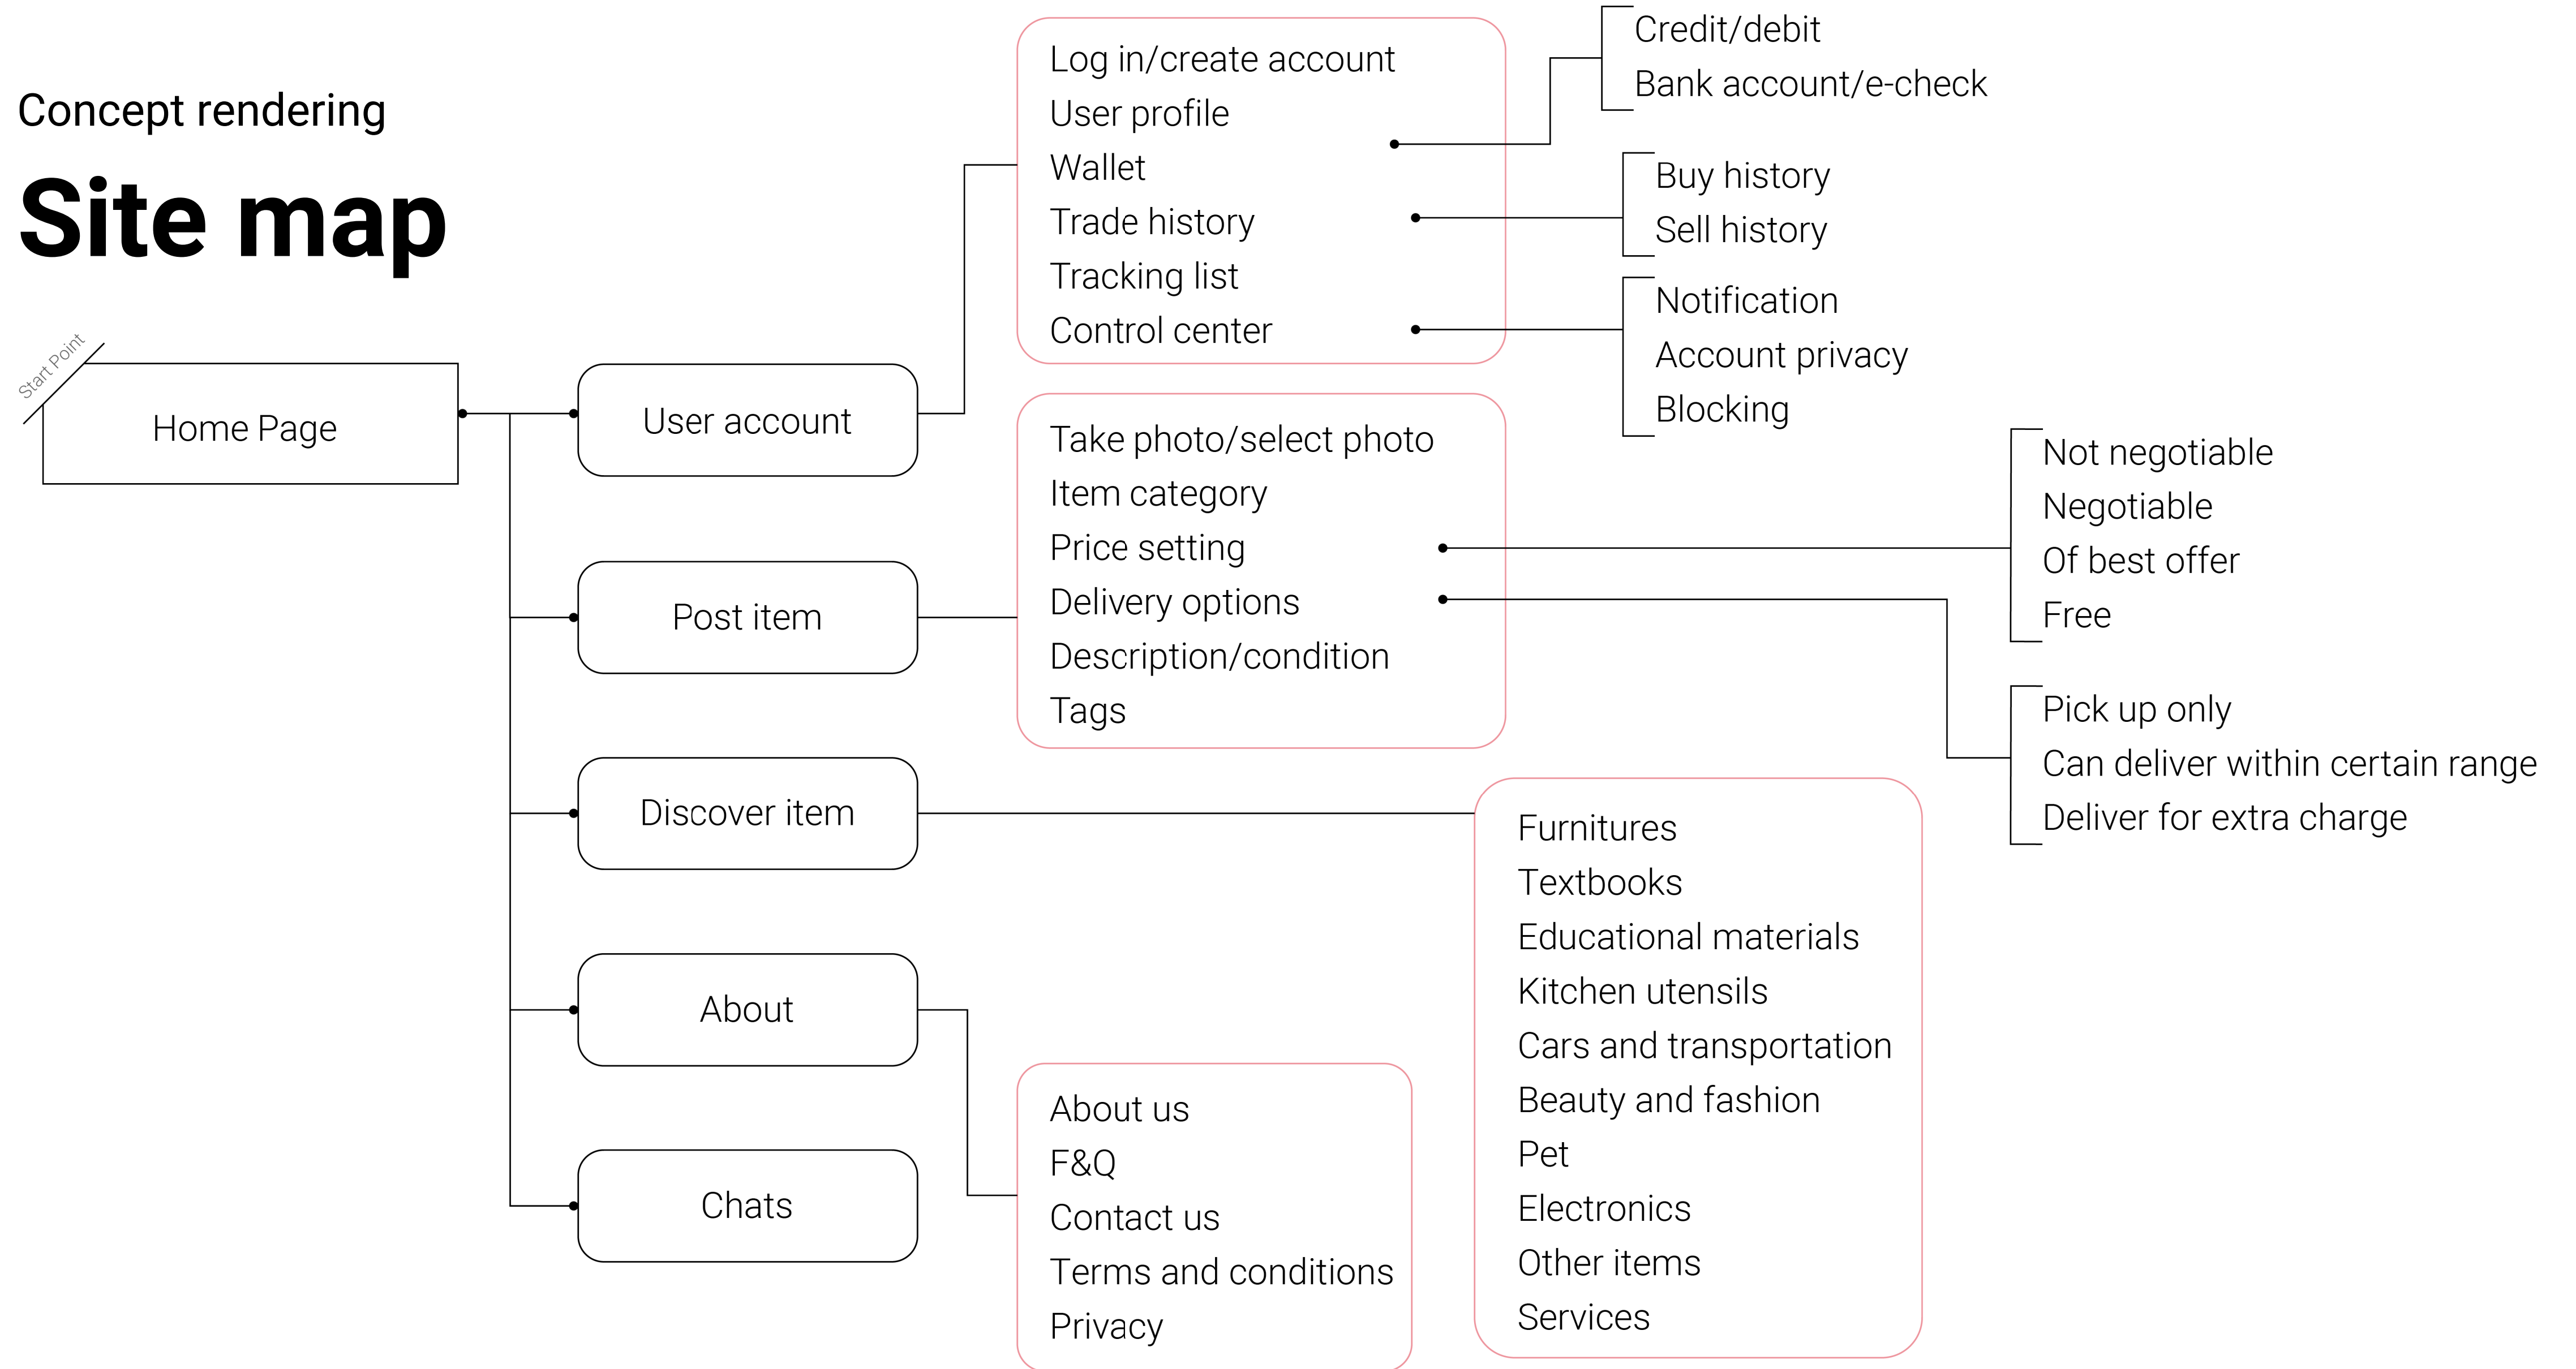 Concept rendering
Site map
Start Point
Home Page
User account
Log in/create account
User profile
Wallet
Trade history
Tracking list
Control center
Credit/debit
Bank account/e-check
Buy history
Sell history
Notification
Account privacy
Blocking
Post item
Take photo/select photo
Item category
Price setting
Delivery options
Description/condition
Tags
Not negotiable
Negotiable
Of best offer
Free
Pick up only
Can deliver within certain range
Deliver for extra charge
Discover item
Furnitures
Textbooks
Educational materials
Kitchen utensils
Cars and transportation
Beauty and fashion
Pet
Electronics
Other items
Services
About
About us
F&Q
Contact us
Terms and conditions
Privacy
Chats